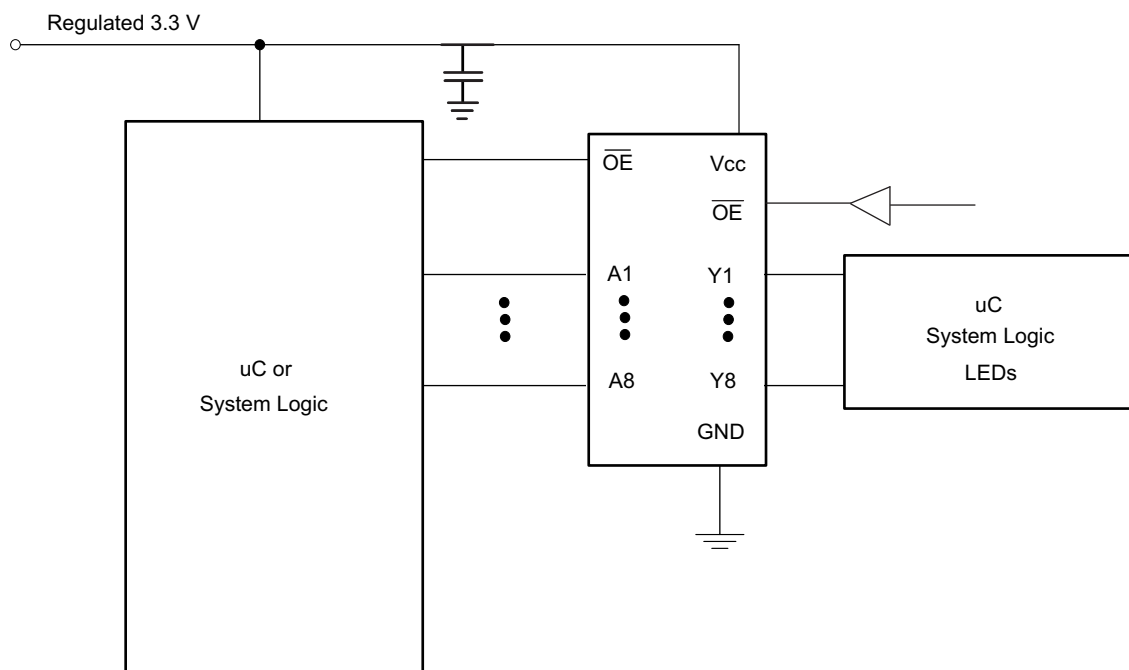 Regulated 3.3 V
OE
Vcc
OE
A1
Y1
uC
System Logic
LEDs
uC or
System Logic
A8
Y8
GND